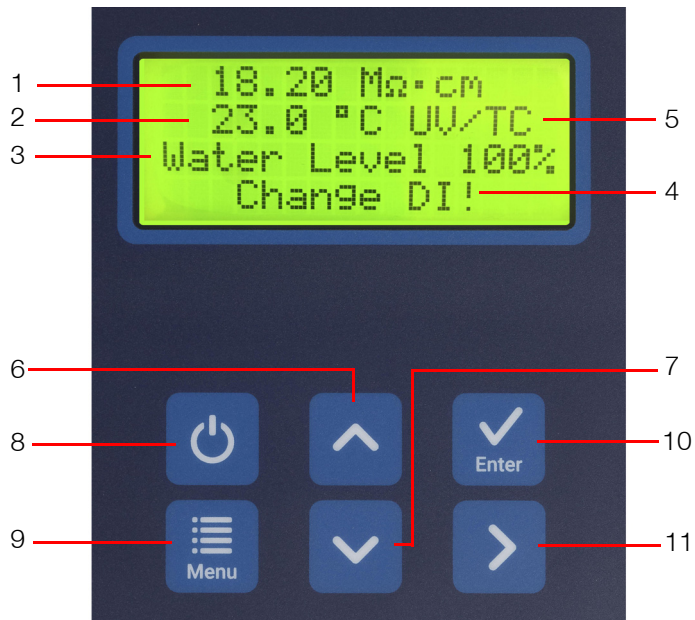 1
18.20 MΩ·cm
2
23.0 °C UV/TC
5
3
Water Level 100%
Change DI!
4
6
7
8
Enter
10
9
Menu
11